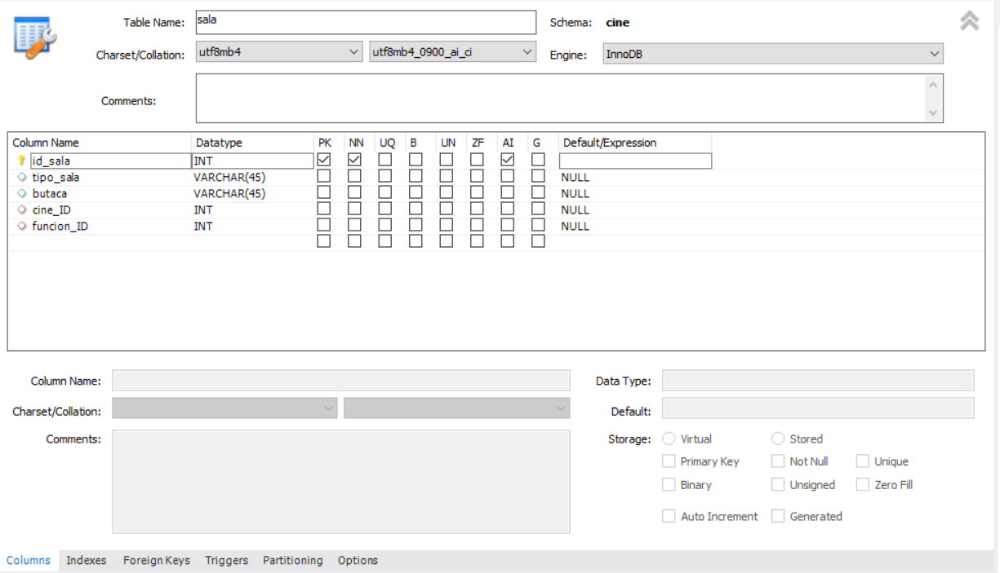 Table Name: sala Schema: cine
Charset/Collation: utf8mb4 utf8mb4_0900_ai_ci Engine: InnoDB
Comments:
Column Name Datatype PK NN UQ B UN ZF AI G Default/Expression
id_sala INT
tipo_sala VARCHAR(45) NULL
butaca VARCHAR(45) NULL
cine_ID INT NULL
funcion_ID INT NULL
Column Name: Data Type:
Charset/Collation: Default:
Comments: Storage: Virtual Stored
Primary Key Not Null Unique
Binary Unsigned Zero Fill
Auto Increment Generated
Columns Indexes Foreign Keys Triggers Partitioning Options